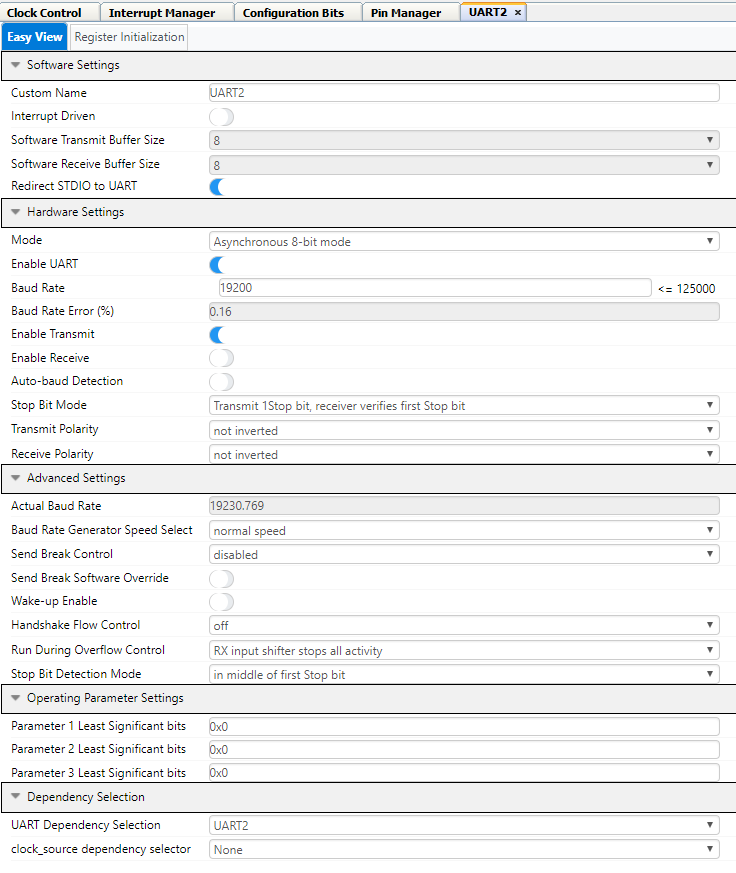 Clock Control Interrupt Manager Configuration Bits Pin Manager UART2 ×
Easy View Register Initialization
Software Settings
Custom Name UART2
Interrupt Driven
Software Transmit Buffer Size 8
Software Receive Buffer Size 8
Redirect STDIO to UART
Hardware Settings
Mode Asynchronous 8-bit mode
Enable UART
Baud Rate 19200 <= 125000
Baud Rate Error (%) 0.16
Enable Transmit
Enable Receive
Auto-baud Detection
Stop Bit Mode Transmit 1Stop bit, receiver verifies first Stop bit
Transmit Polarity not inverted
Receive Polarity not inverted
Advanced Settings
Actual Baud Rate 19230.769
Baud Rate Generator Speed Select normal speed
Send Break Control disabled
Send Break Software Override
Wake-up Enable
Handshake Flow Control off
Run During Overflow Control RX input shifter stops all activity
Stop Bit Detection Mode in middle of first Stop bit
Operating Parameter Settings
Parameter 1 Least Significant bits 0x0
Parameter 2 Least Significant bits 0x0
Parameter 3 Least Significant bits 0x0
Dependency Selection
UART Dependency Selection UART2
clock_source dependency selector None